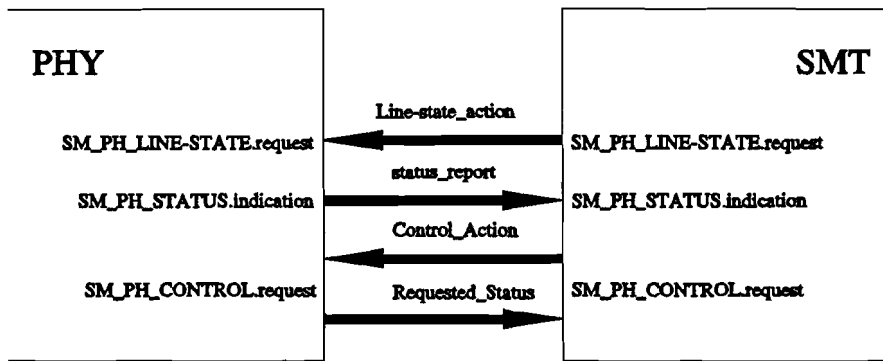 PHY
SMT
Line-state_action
SM_PH_LINE-STATE.request
SM_PH_LINE-STATE.request
status_report
SM_PH_STATUS.indication
SM_PH_STATUS.indication
Control_Action
SM_PH_CONTROL.request
Requested_Status
SM_PH_CONTROL.request